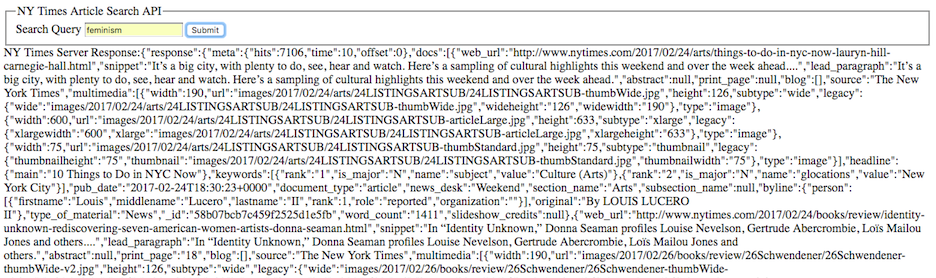 NY Times Article Search API
Search Query feminism Submit
NY Times Server Response:{"response":{"meta":{"hits":7106,"time":10,"offset":0},"docs":[{"web_url":"http://www.nytimes.com/2017/02/24/arts/things-to-do-in-nyc-now-lauryn-hill-
carnegie-hall.html","snippet":"It’s a big city, with plenty to do, see, hear and watch. Here’s a sampling of cultural highlights this weekend and over the week ahead....","lead_paragraph":"It’s a
big city, with plenty to do, see, hear and watch. Here’s a sampling of cultural highlights this weekend and over the week ahead.","abstract":null,"print_page":null,"blog":[],"source":"The New
York Times","multimedia":[{"width":190,"url":"images/2017/02/24/arts/24LISTINGSARTSUB/24LISTINGSARTSUB-thumbWide.jpg","height":126,"subtype":"wide","legacy":
{"wide":"images/2017/02/24/arts/24LISTINGSARTSUB/24LISTINGSARTSUB-thumbWide.jpg","wideheight":"126","widewidth":"190"},"type":"image"},
{"width":600,"url":"images/2017/02/24/arts/24LISTINGSARTSUB/24LISTINGSARTSUB-articleLarge.jpg","height":633,"subtype":"xlarge","legacy":
{"xlargewidth":"600","xlarge":"images/2017/02/24/arts/24LISTINGSARTSUB/24LISTINGSARTSUB-articleLarge.jpg","xlargeheight":"633"},"type":"image"},
{"width":75,"url":"images/2017/02/24/arts/24LISTINGSARTSUB/24LISTINGSARTSUB-thumbStandard.jpg","height":75,"subtype":"thumbnail","legacy":
{"thumbnailheight":"75","thumbnail":"images/2017/02/24/arts/24LISTINGSARTSUB/24LISTINGSARTSUB-thumbStandard.jpg","thumbnailwidth":"75"},"type":"image"}],"headline":
{"main":"10 Things to Do in NYC Now"},"keywords":[{"rank":"1","is_major":"N","name":"subject","value":"Culture (Arts)"},{"rank":"2","is_major":"N","name":"glocations","value":"New
York City"}],"pub_date":"2017-02-24T18:30:23+0000","document_type":"article","news_desk":"Weekend","section_name":"Arts","subsection_name":null,"byline":{"person":
[{"firstname":"Louis","middlename":"Lucero","lastname":"II","rank":1,"role":"reported","organization":""}],"original":"By LOUIS LUCERO
II"},"type_of_material":"News","_id":"58b07bcb7c459f2525d1e5fb","word_count":"1411","slideshow_credits":null},{"web_url":"http://www.nytimes.com/2017/02/24/books/review/identity-
unknown-rediscovering-seven-american-women-artists-donna-seaman.html","snippet":"In “Identity Unknown,” Donna Seaman profiles Louise Nevelson, Gertrude Abercrombie, Loïs Mailou
Jones and others....","lead_paragraph":"In “Identity Unknown,” Donna Seaman profiles Louise Nevelson, Gertrude Abercrombie, Loïs Mailou Jones and
others.","abstract":null,"print_page":"18","blog":[],"source":"The New York Times","multimedia":[{"width":190,"url":"images/2017/02/26/books/review/26Schwendener/26Schwendener-
thumbWide-v2.jpg","height":126,"subtype":"wide","legacy":{"wide":"images/2017/02/26/books/review/26Schwendener/26Schwendener-thumbWide-